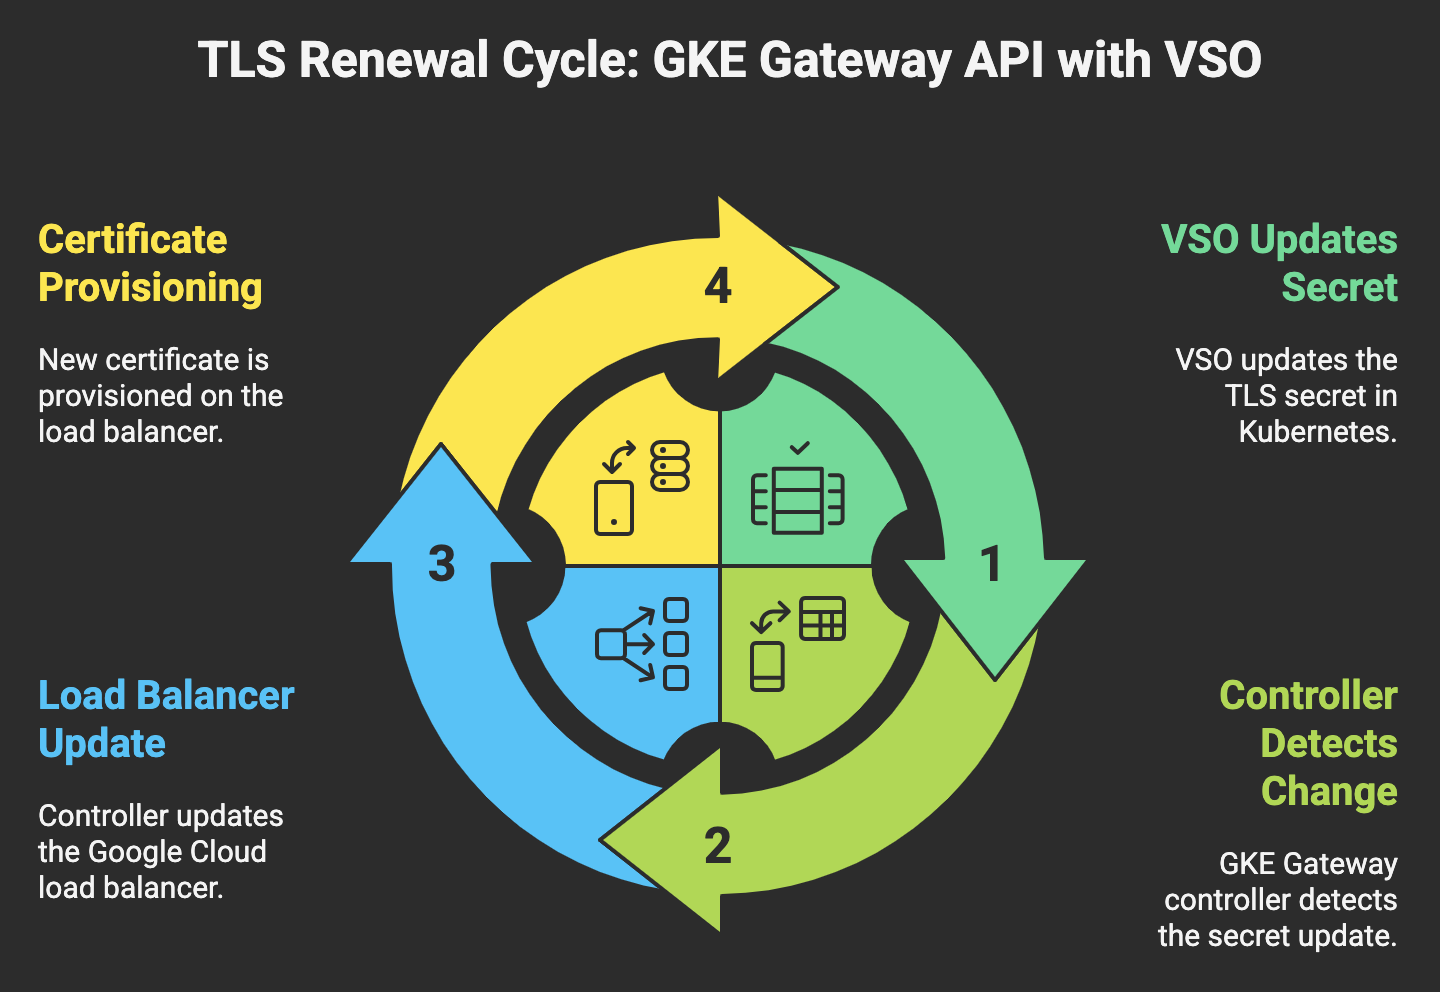 TLS Renewal Cycle: GKE Gateway API with VSO
Certificate
Provisioning
New certificate is
provisioned on the
load balancer.
4
VSO Updates
Secret
VSO updates the
TLS secret in
Kubernetes.
3
1
Load Balancer
Update
Controller updates
the Google Cloud
load balancer.
2
Controller
Detects
Change
GKE Gateway
controller detects
the secret update.